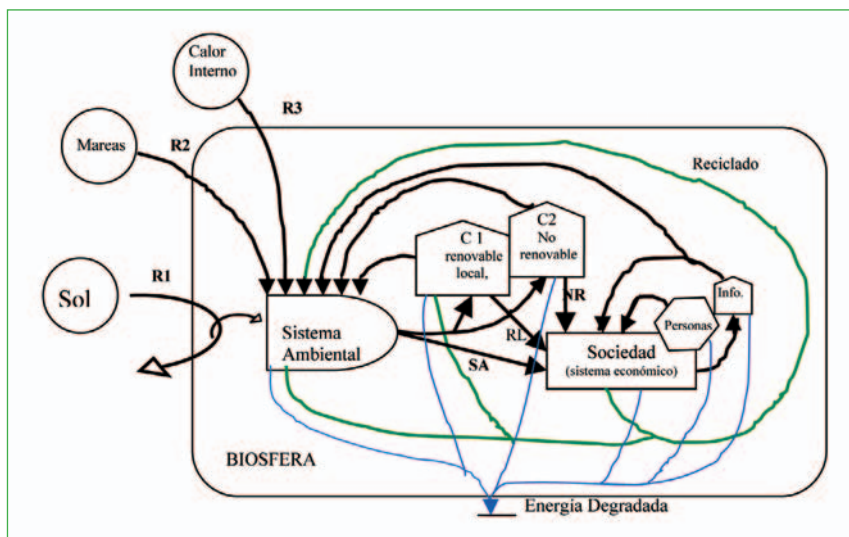 Calor
Interno
R3
Mareas
R2
Reciclado
R1
Sol
C 1
renovable
local,
C2
No
renovable
NR
Info.
Personas
RL
Sistema
Ambiental
SA
Sociedad
(sistema económico)
BIOSFERA
Energía Degradada